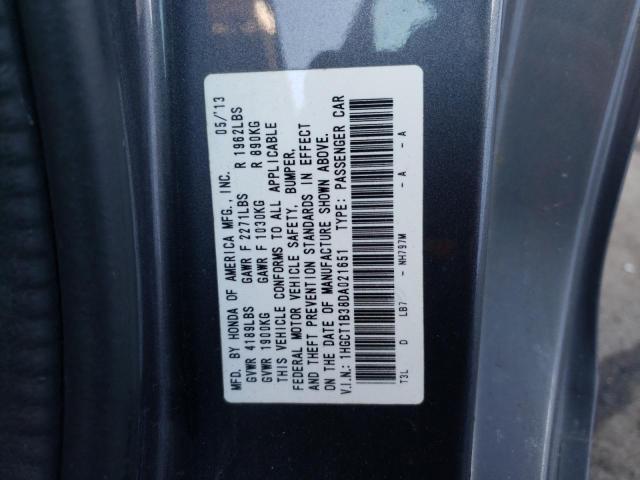 MFD. BY HONDA OF AMERICA MFG., INC. 05/13
GVWR 4189LBS GAWR F 2271LBS R 1962LBS
GVWR 1900KG GAWR F 1030KG R 890KG
THIS VEHICLE CONFORMS TO ALL APPLICABLE
FEDERAL MOTOR VEHICLE SAFETY, BUMPER,
AND THEFT PREVENTION STANDARDS IN EFFECT
ON THE DATE OF MANUFACTURE SHOWN ABOVE.
V.I.N.: 1HGCT1B38DA021651 TYPE: PASSENGER CAR
T3L D LB7 - NH797M - A - A